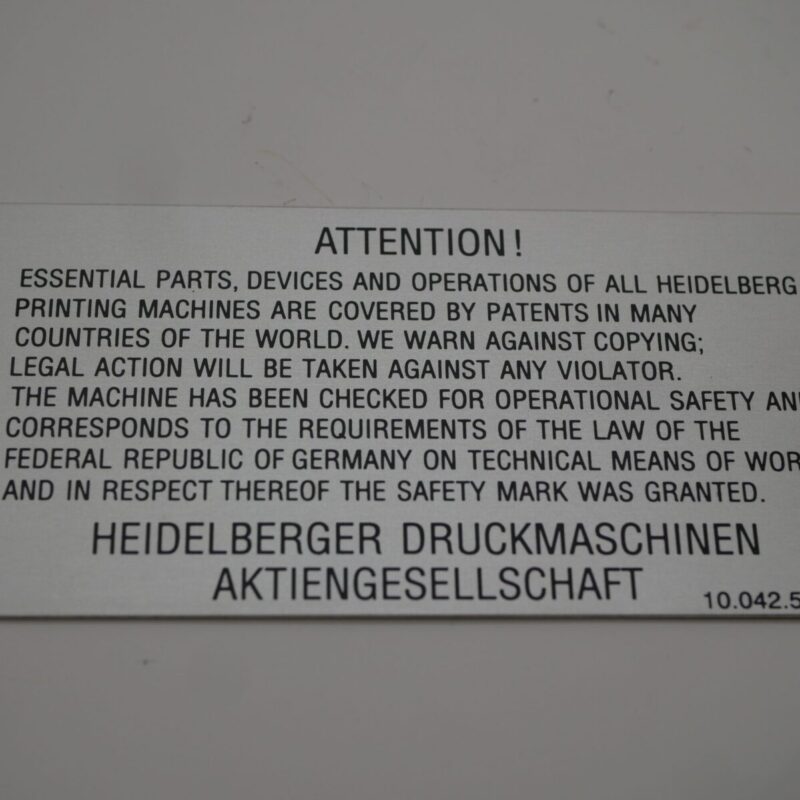 ATTENTION!
ESSENTIAL PARTS, DEVICES AND OPERATIONS OF ALL HEIDELBERG
PRINTING MACHINES ARE COVERED BY PATENTS IN MANY
COUNTRIES OF THE WORLD. WE WARN AGAINST COPYING;
LEGAL ACTION WILL BE TAKEN AGAINST ANY VIOLATOR.
THE MACHINE HAS BEEN CHECKED FOR OPERATIONAL SAFETY AN
CORRESPONDS TO THE REQUIREMENTS OF THE LAW OF THE
FEDERAL REPUBLIC OF GERMANY ON TECHNICAL MEANS OF WOR
AND IN RESPECT THEREOF THE SAFETY MARK WAS GRANTED.
HEIDELBERGER DRUCKMASCHINEN
AKTIENGESELLSCHAFT
10.042.5